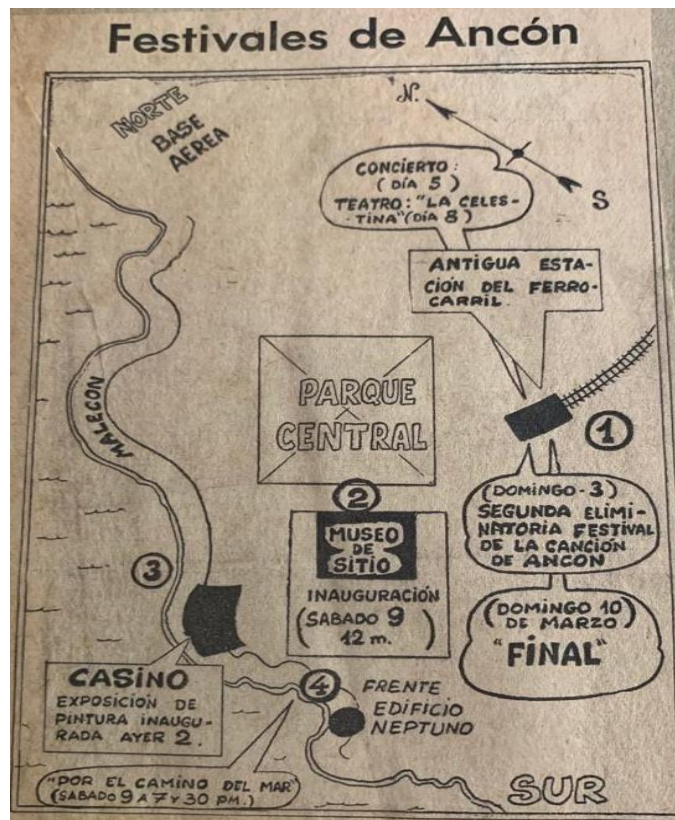 Festivales de Ancón
NORTE
BASE
AEREA
N.
S
CONCIERTO:
(DÍA 5)
TEATRO: "LA CELES-
TINA" (DÍA 8)
ANTIGUA ESTA-
CIÓN DEL FERRO-
CARRIL.
MALECON
PARQUE
CENTRAL
1
(DOMINGO-3)
SEGUNDA ELIMI-
NATORIA FESTIVAL
DE LA CANCIÓN
DE ANCON
(DOMINGO 10)
DE MARZO
"FINAL"
2
MUSEO
DE
SITIO
INAUGURACIÓN
(SABADO 9
12 m.)
3
CASINO
EXPOSICIÓN DE
PINTURA INAUGU-
RADA AYER 2.
4
FRENTE
EDIFICIO
NEPTUNO
"POR EL CAMINO DEL MAR"
(SABADO 9 A 7 Y 30 PM.)
SUR